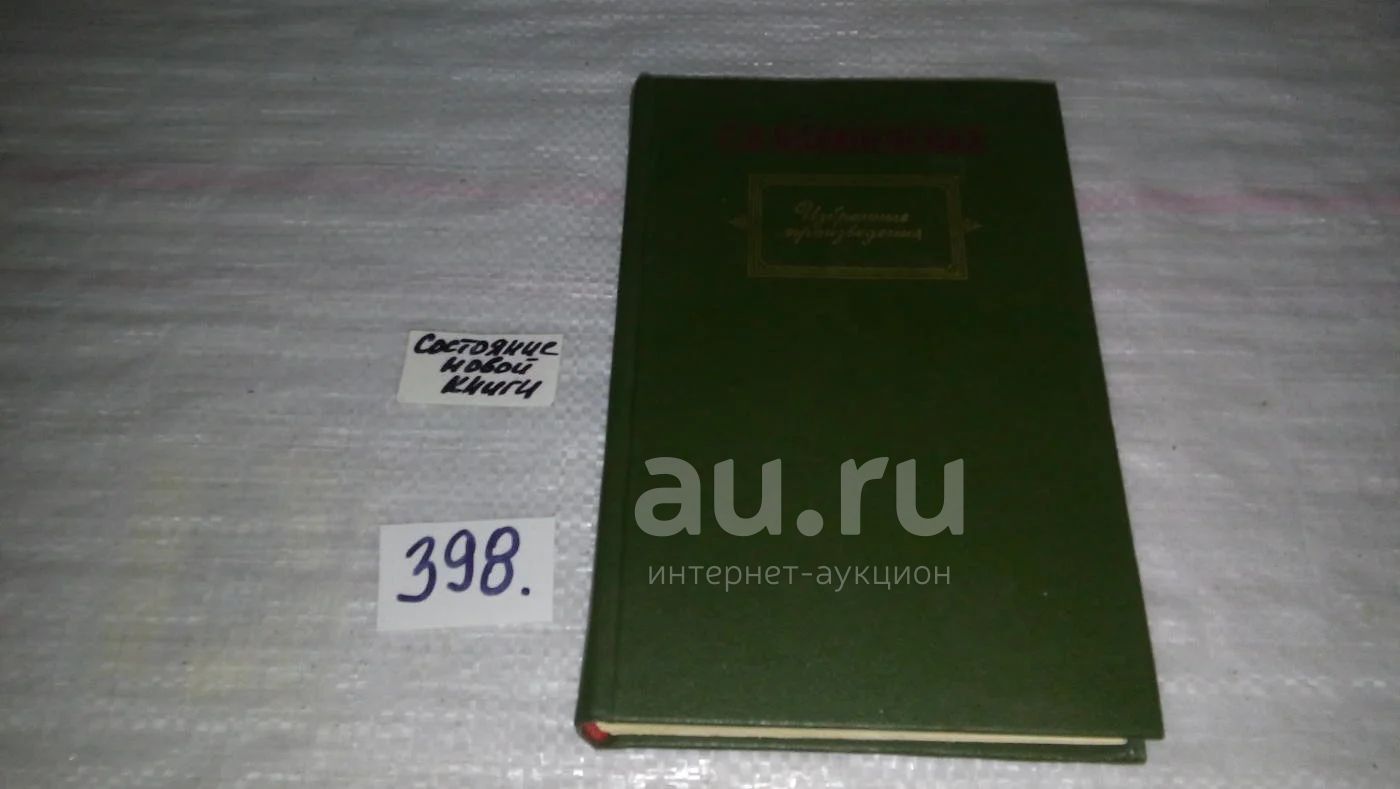 Избранные
произведения
Состояние
новой
книги
398.
au.ru
интернет-аукцион